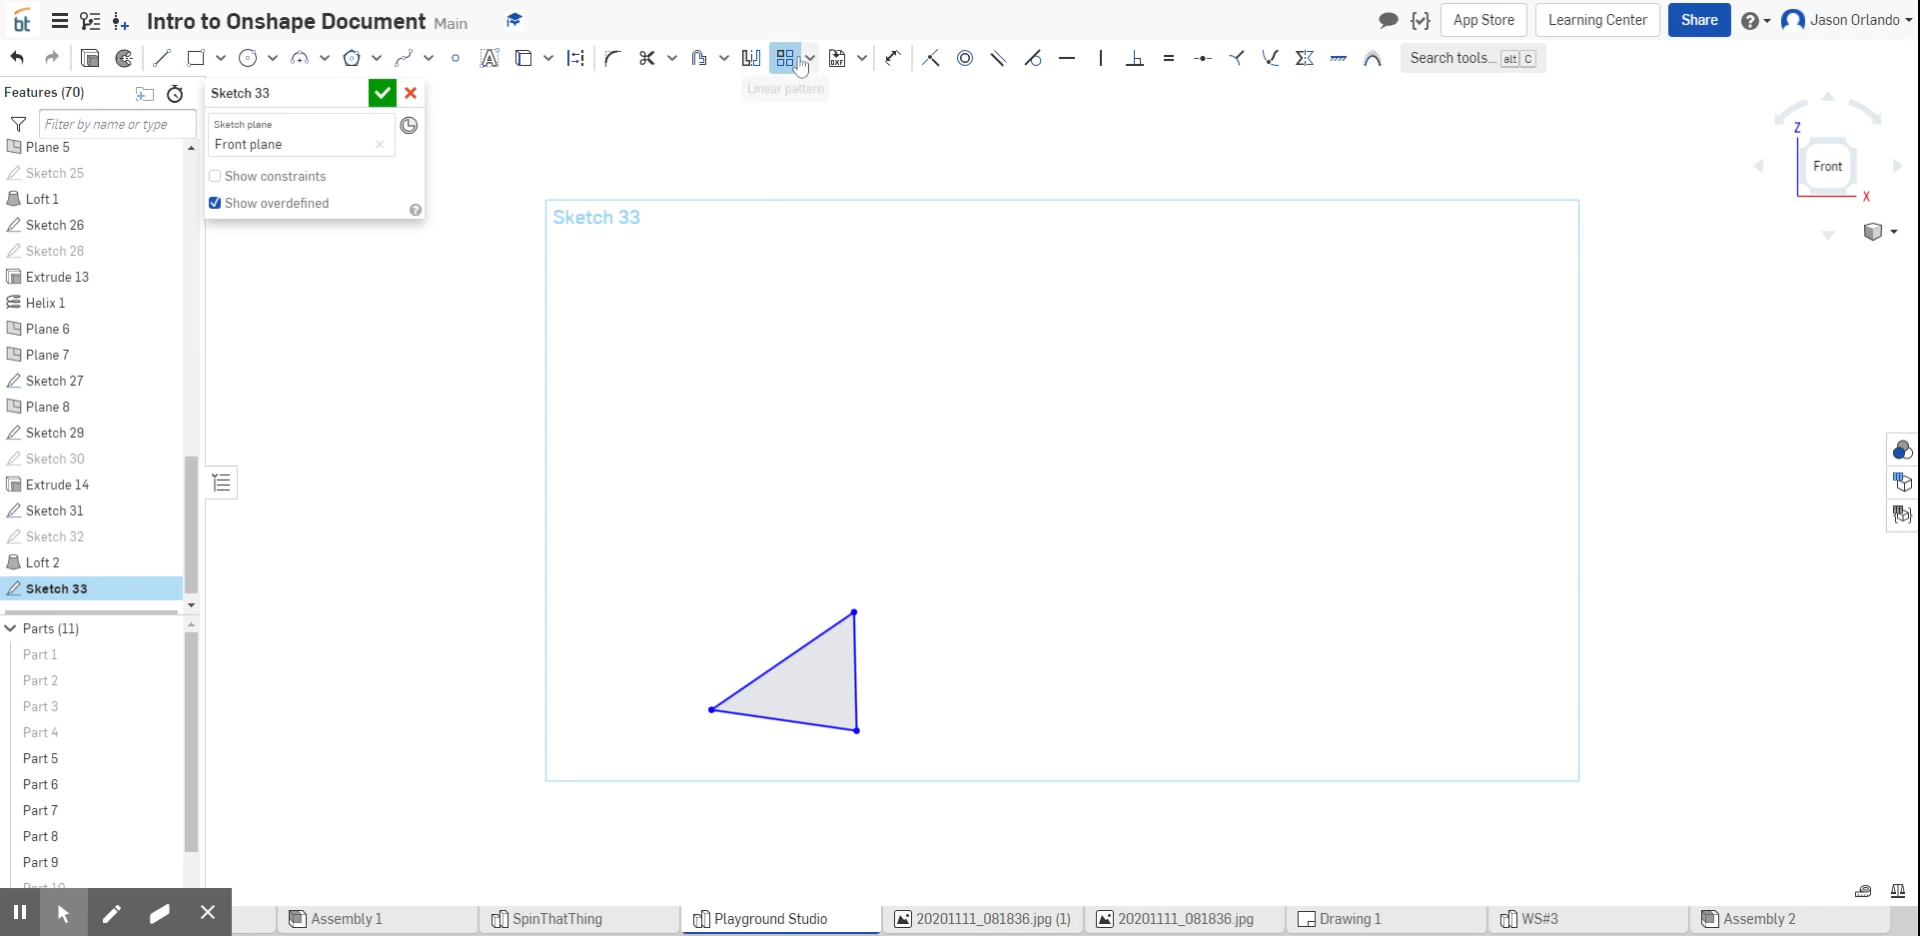 bt
Intro to Onshape Document Main
App Store
Learning Center
Share
Jason Orlando
DXF
Search tools... alt C
Linear pattern
Features (70)
Filter by name or type
Plane 5
Sketch 25
Loft 1
Sketch 26
Sketch 28
Extrude 13
Helix 1
Plane 6
Plane 7
Sketch 27
Plane 8
Sketch 29
Sketch 30
Extrude 14
Sketch 31
Sketch 32
Loft 2
Sketch 33
Parts (11)
Part 1
Part 2
Part 3
Part 4
Part 5
Part 6
Part 7
Part 8
Part 9
Part 10
Sketch 33
Sketch plane
Front plane
Show constraints
Show overdefined
Sketch 33
Z
Front
X
Assembly 1
SpinThatThing
Playground Studio
20201111_081836.jpg (1)
20201111_081836.jpg
Drawing 1
WS#3
Assembly 2